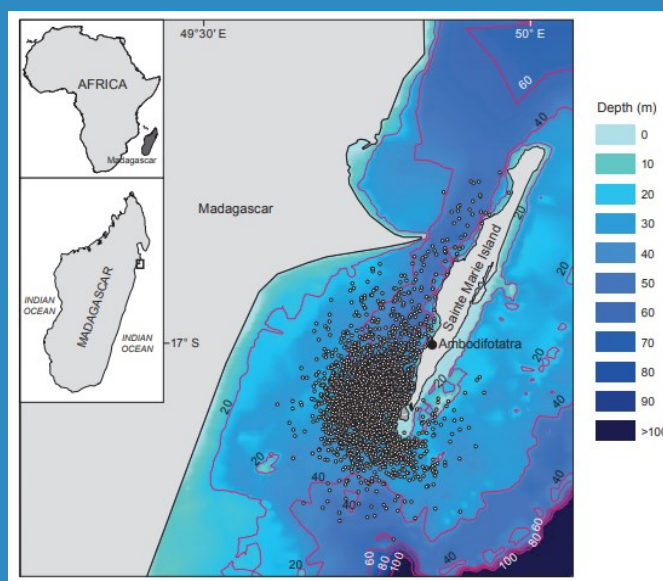 49°30′ E
50° E
AFRICA
Madagascar
MADAGASCAR
INDIAN
OCEAN
INDIAN
OCEAN
17° S
Madagascar
Sainte Marie Island
Ambodifotatra
60
40
20
20
20
20
40
20
20
40
40
40
20
60
80
100
40
100
80
60
Depth (m)
0
10
20
30
40
50
60
70
80
90
>100